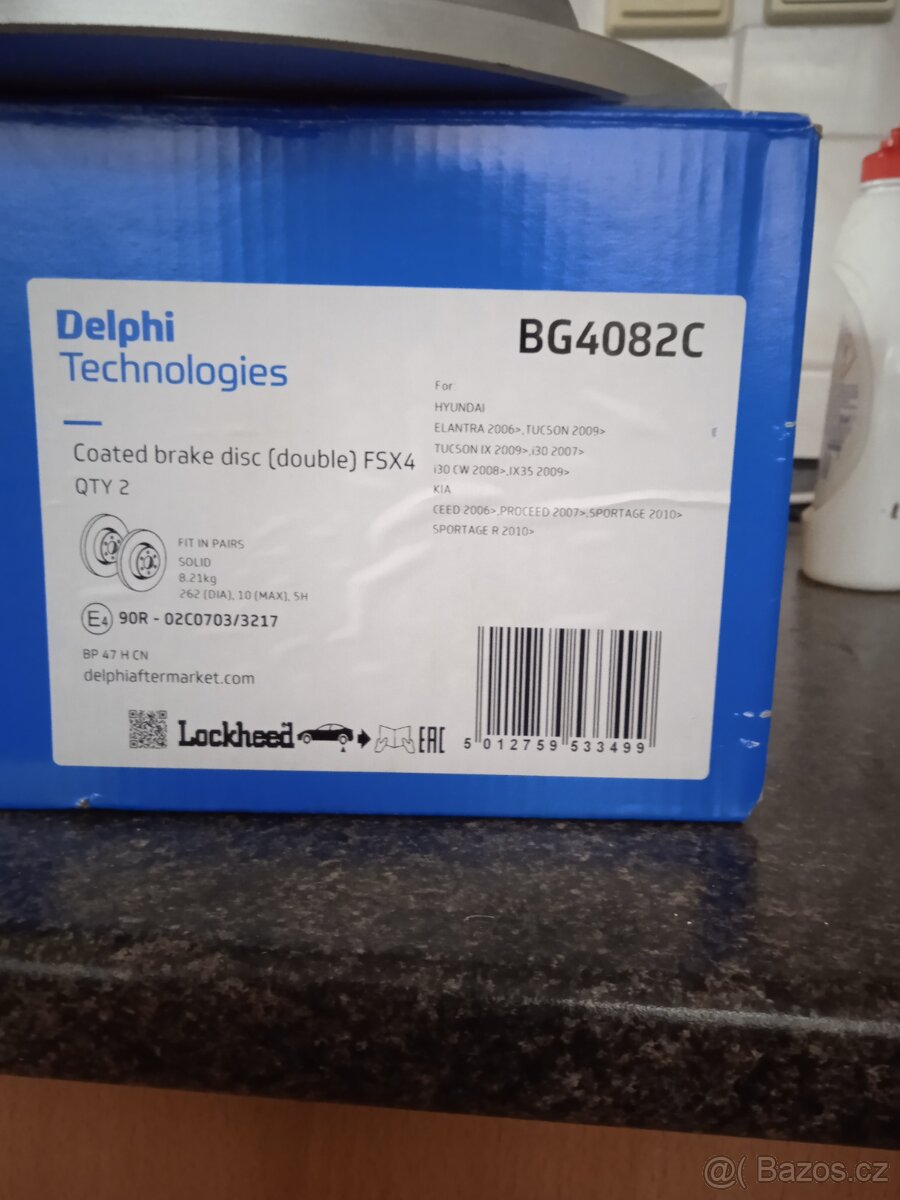 Delphi
Technologies
BG4082C
Coated brake disc (double) FSX4
QTY 2
FIT IN PAIRS
SOLID
8.21kg
262 (DIA), 10 (MAX), 5H
E4 90R - 02C0703/3217
BP 47 H CN
delphiaftermarket.com
For
HYUNDAI
ELANTRA 2006>,TUCSON 2009>
TUCSON IX 2009>,i30 2007>
i30 CW 2008>,IX35 2009>
KIA
CEED 2006>,PROCEED 2007>,SPORTAGE 2010>
SPORTAGE R 2010>
Lockheed
EAC
5 012759 533499
@( Bazos.cz